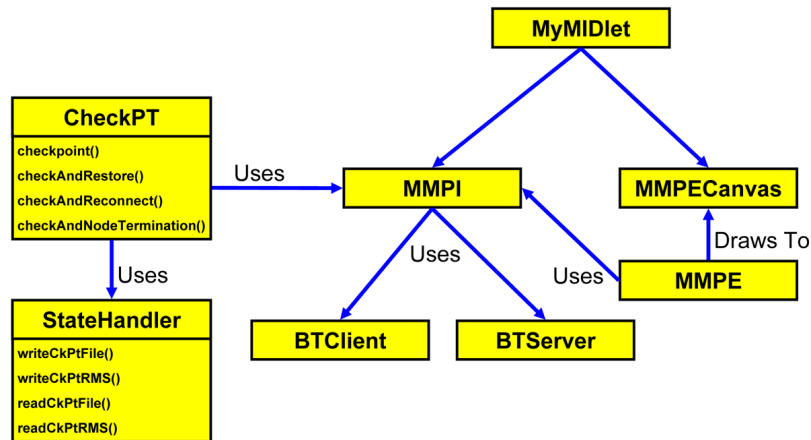 MyMIDlet
CheckPT
checkpoint()
checkAndRestore()
checkAndReconnect()
checkAndNodeTermination()
Uses
MMPI
MMPECanvas
Draws To
Uses
Uses
Uses
MMPE
StateHandler
writeCkPtFile()
writeCkPtRMS()
readCkPtFile()
readCkPtRMS()
BTClient
BTServer